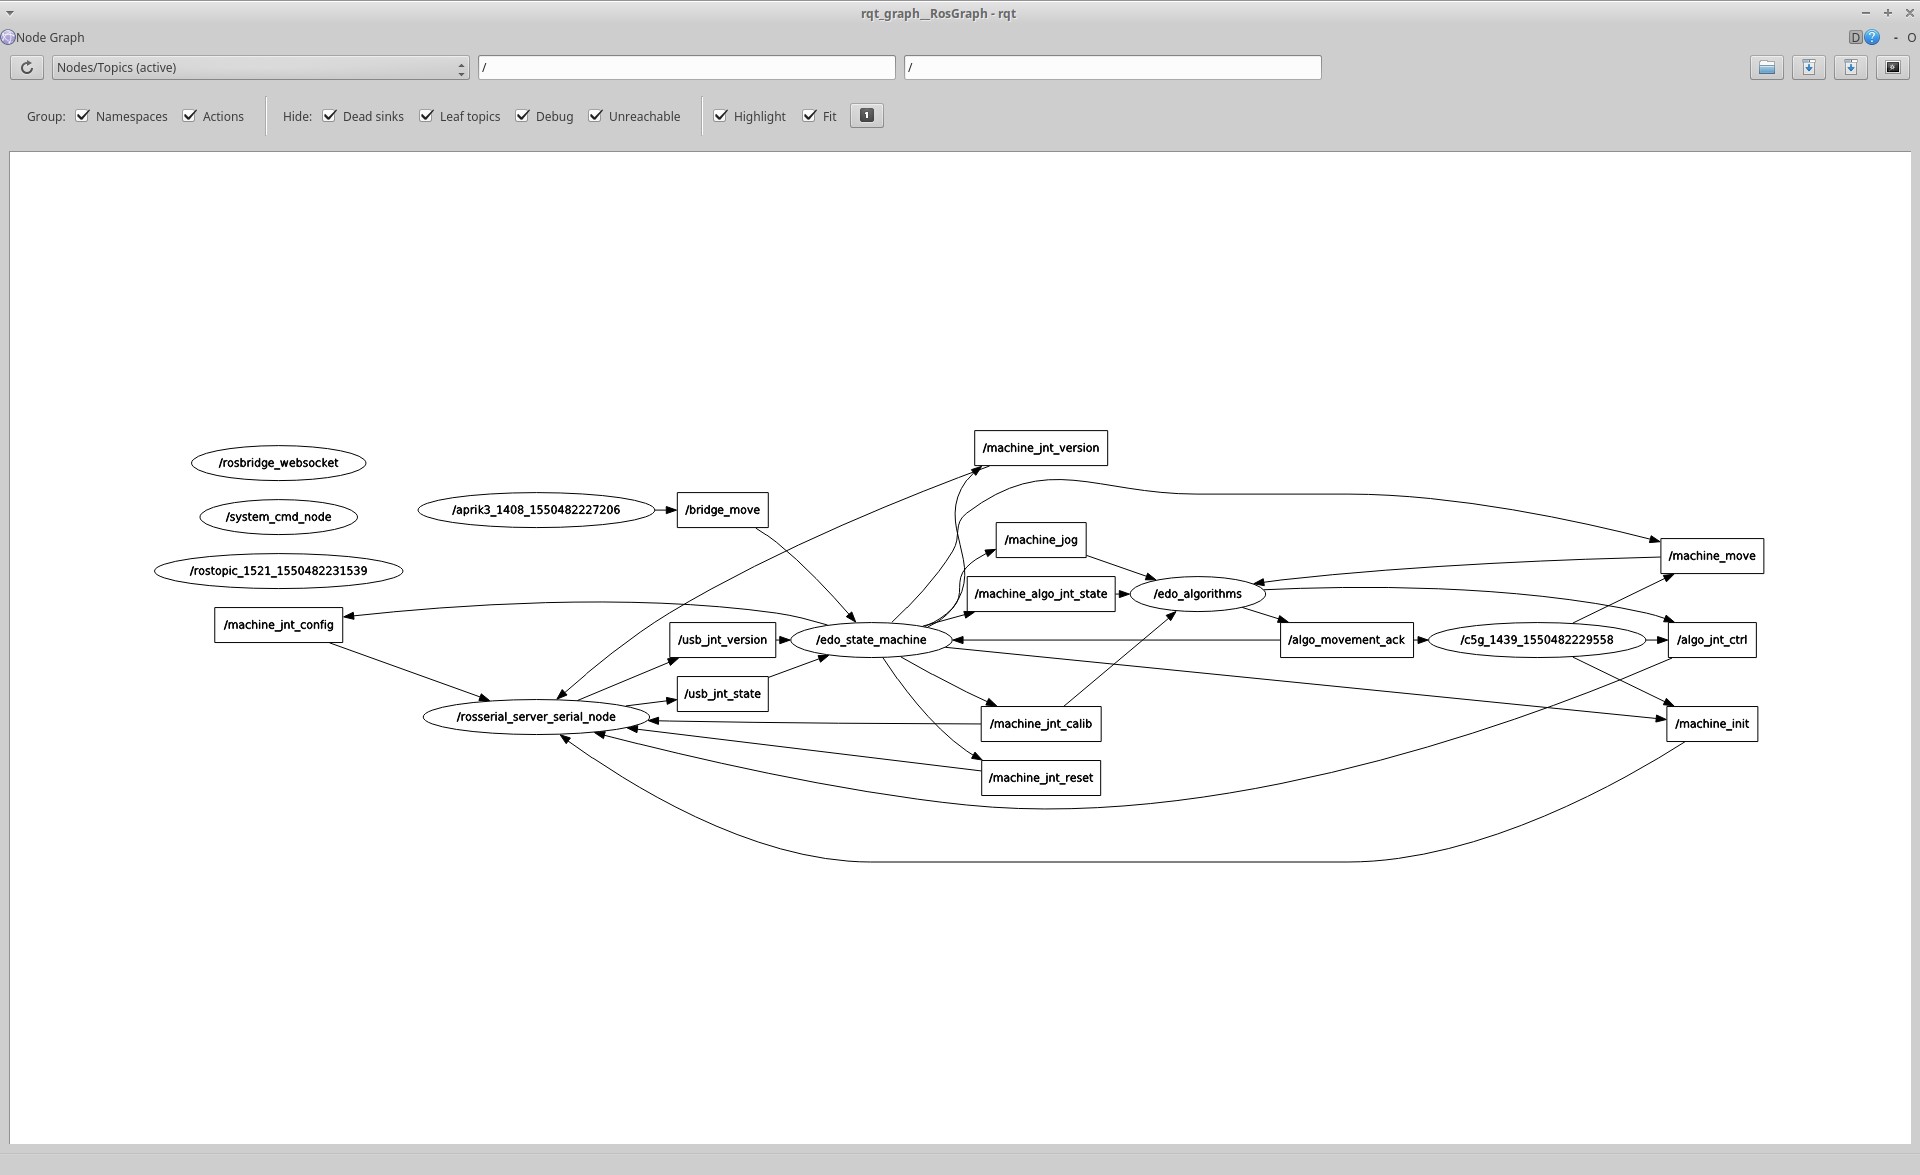 rqt_graph__RosGraph - rqt
Node Graph
D ? - O
Nodes/Topics (active) / /
Group: Namespaces Actions Hide: Dead sinks Leaf topics Debug Unreachable Highlight Fit 1
/machine_jnt_version
/rosbridge_websocket
/aprik3_1408_1550482227206 /bridge_move
/system_cmd_node
/machine_jog
/machine_move
/rostopic_1521_1550482231539
/machine_algo_jnt_state /edo_algorithms
/machine_jnt_config
/usb_jnt_version /edo_state_machine /algo_movement_ack /c5g_1439_1550482229558 /algo_jnt_ctrl
/usb_jnt_state
/rosserial_server_serial_node
/machine_jnt_calib /machine_init
/machine_jnt_reset